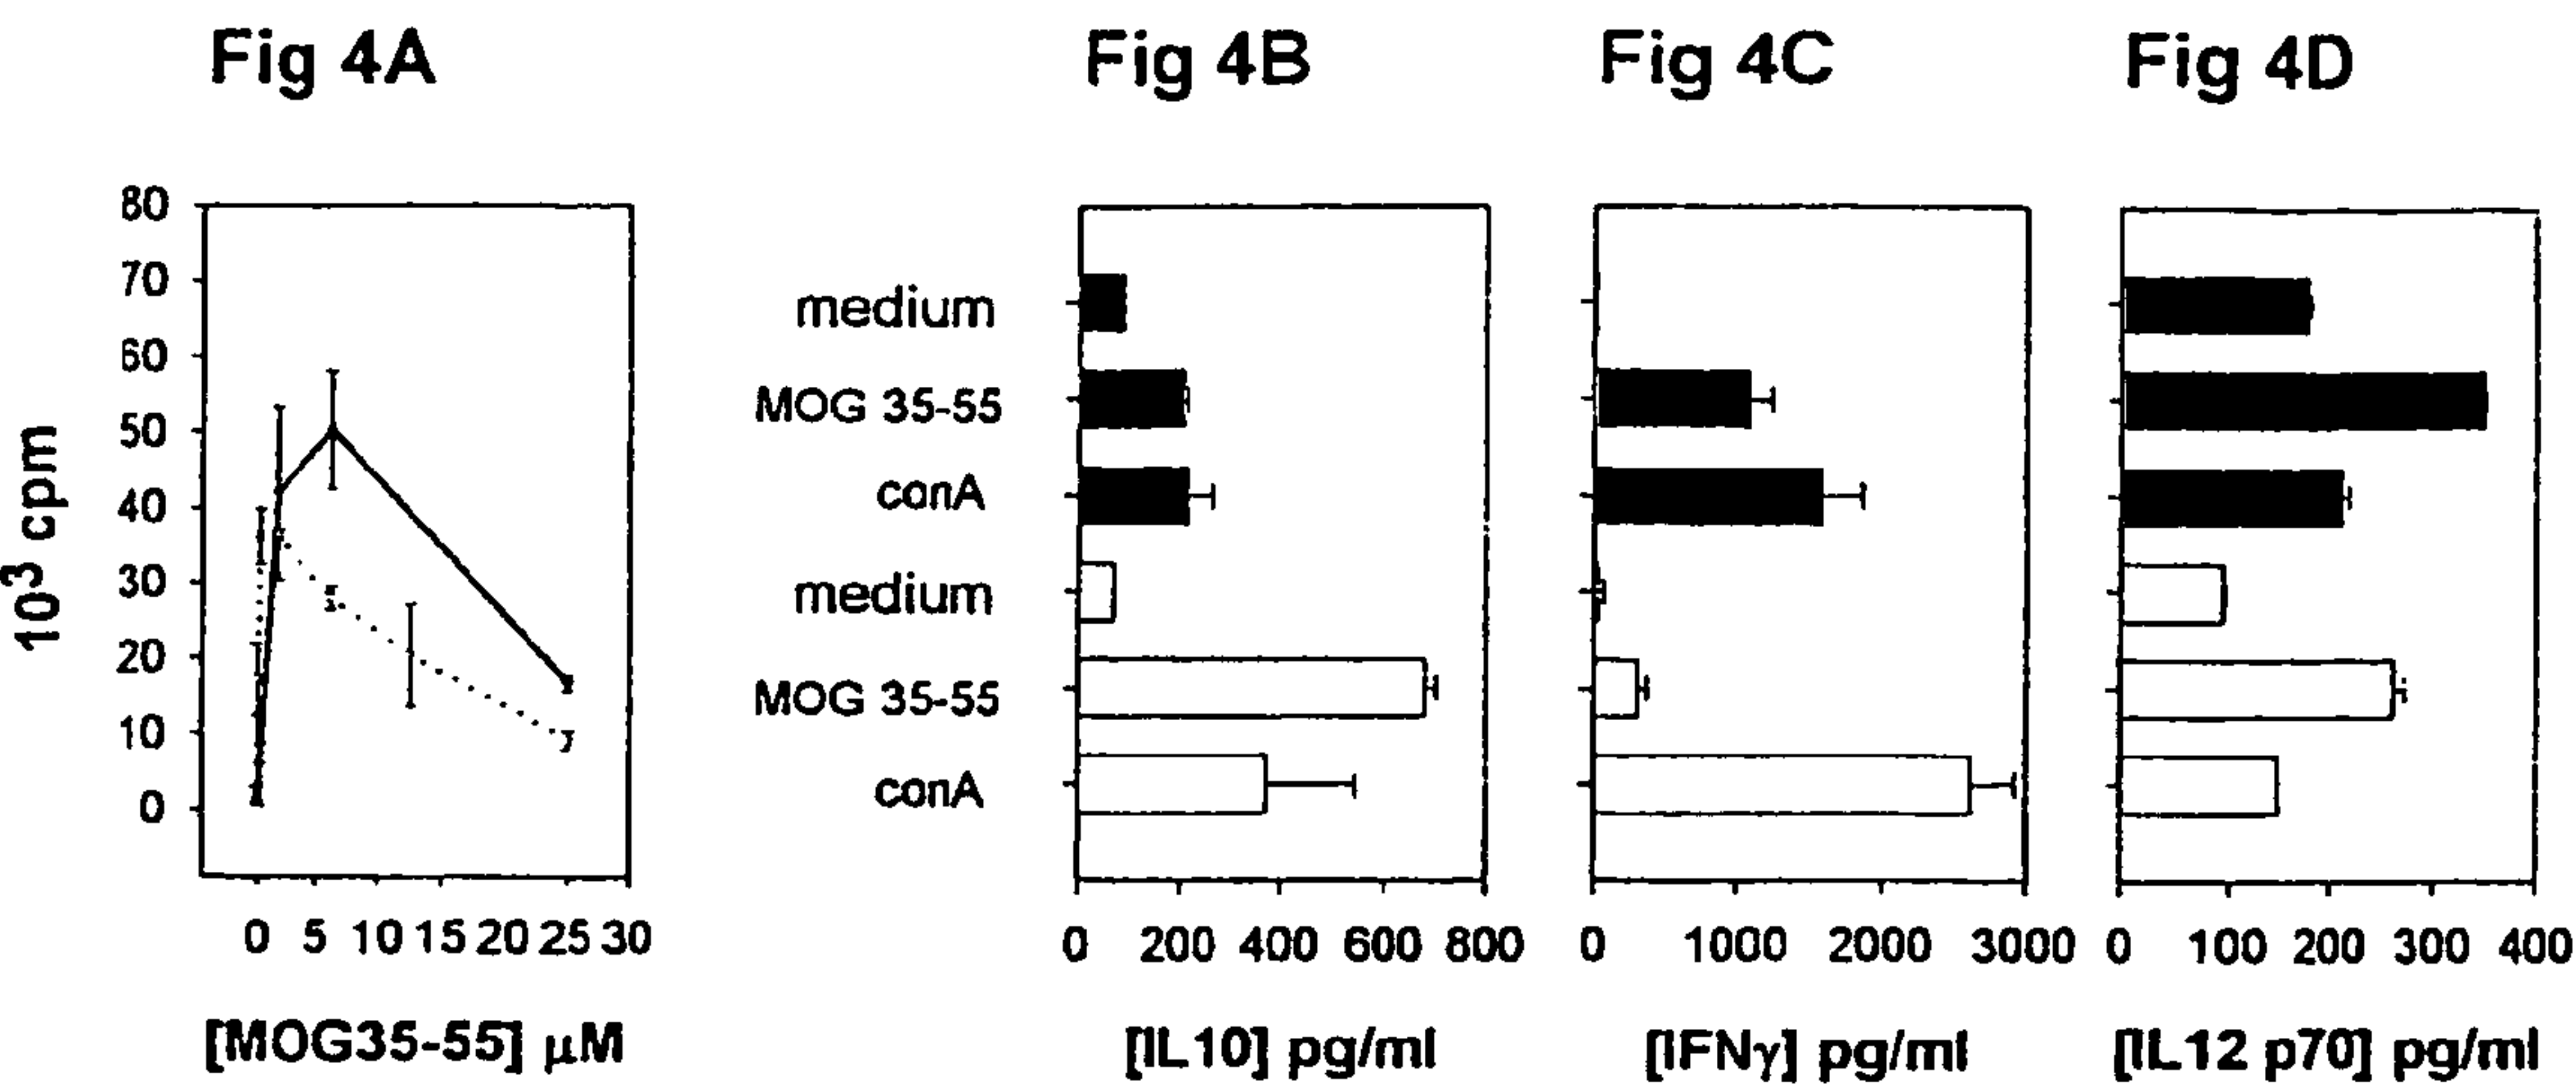 Fig 4A
Fig 4B
Fig 4C
Fig 4D
10³ cpm
80
70
60
50
40
30
20
10
0
0 5 10 15 20 25 30
[MOG35-55] µM
medium
MOG 35-55
conA
medium
MOG 35-55
conA
0 200 400 600 800
[IL10] pg/ml
0 1000 2000 3000
[IFNγ] pg/ml
0 100 200 300 400
[IL12 p70] pg/ml